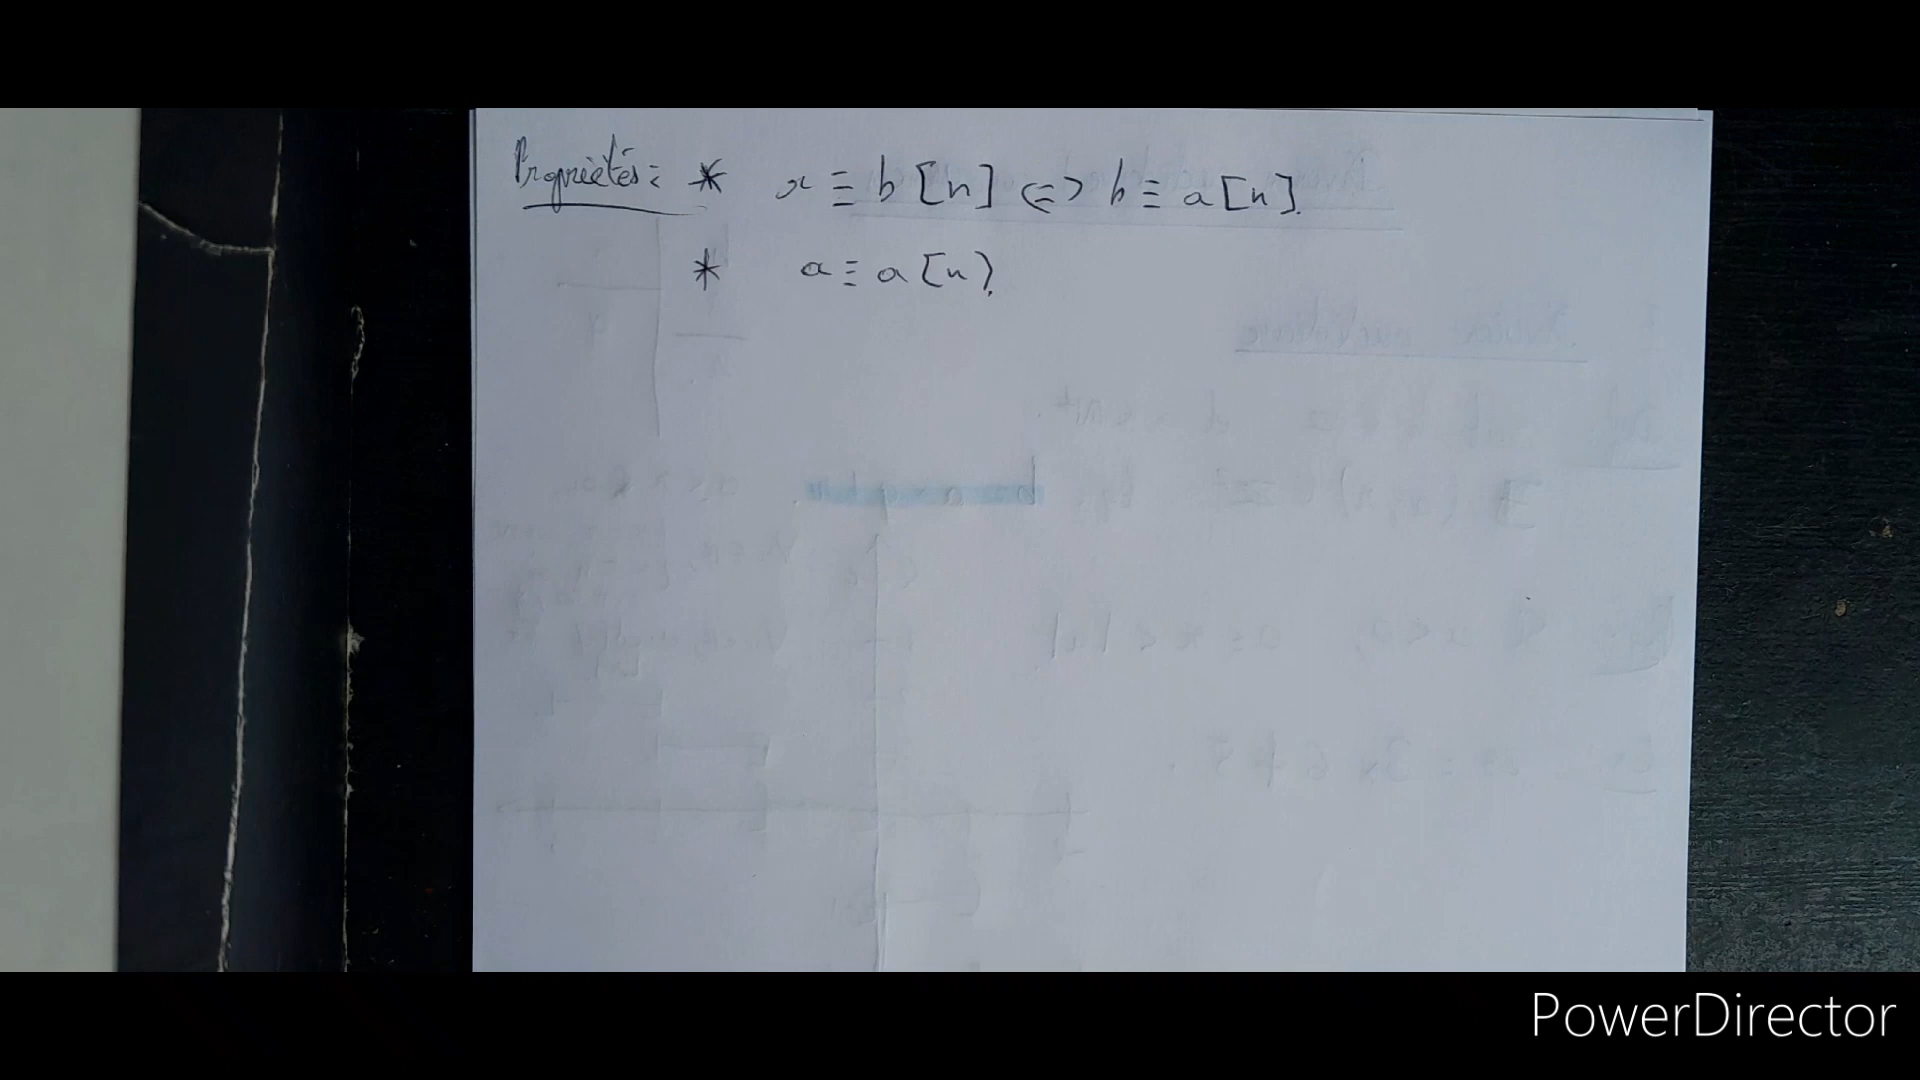 Propriétés : * a ≡ b [n] <=> b ≡ a [n].
* a ≡ a [n].
PowerDirector